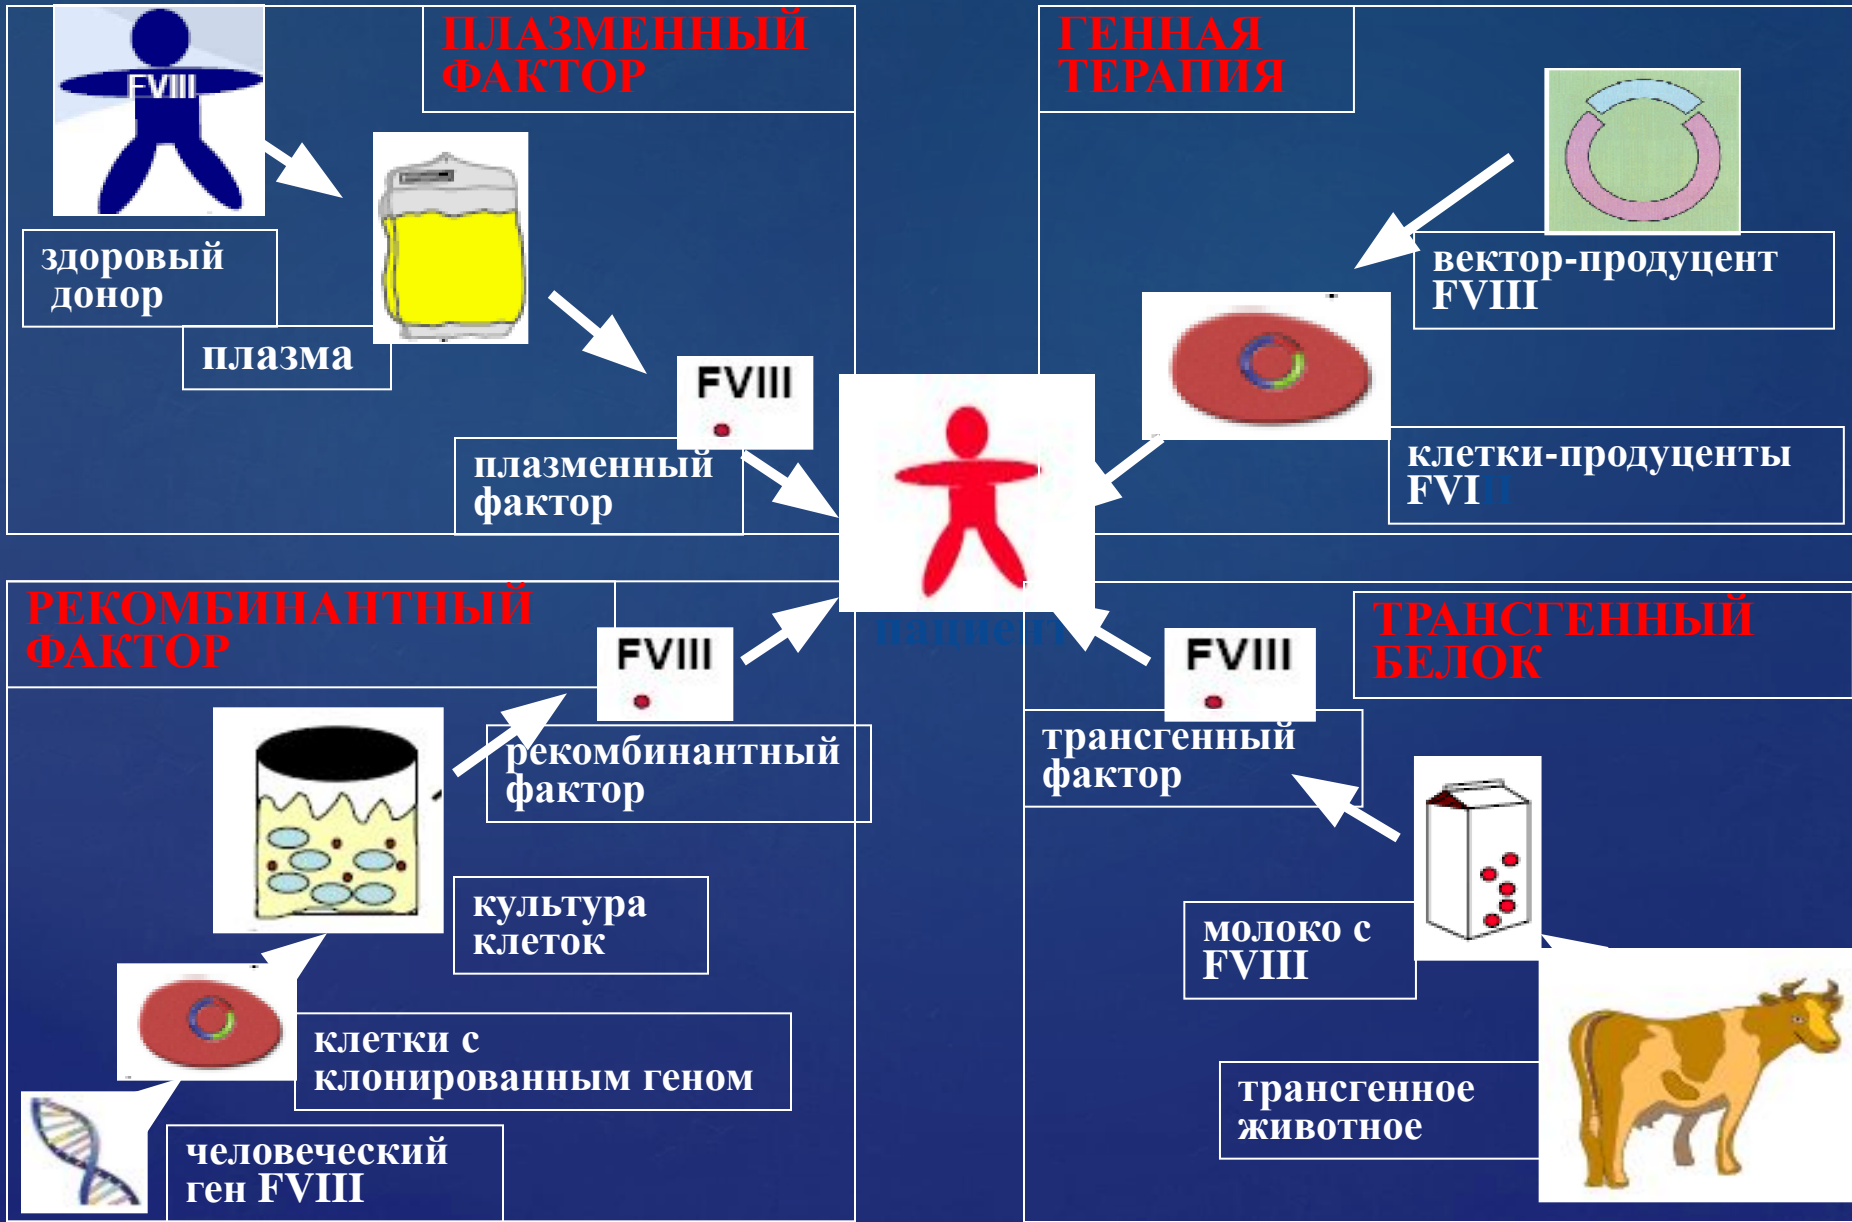 ПЛАЗМЕННЫЙ
ФАКТОР
FVIII
здоровый
донор
плазма
FVIII
плазменный
фактор
ГЕННАЯ
ТЕРАПИЯ
вектор-продуцент
FVIII
клетки-продуценты
FVIII
пациент
РЕКОМБИНАНТНЫЙ
ФАКТОР
FVIII
рекомбинантный
фактор
культура
клеток
клетки с
клонированным геном
человеческий
ген FVIII
ТРАНСГЕННЫЙ
БЕЛОК
FVIII
трансгенный
фактор
молоко с
FVIII
трансгенное
животное